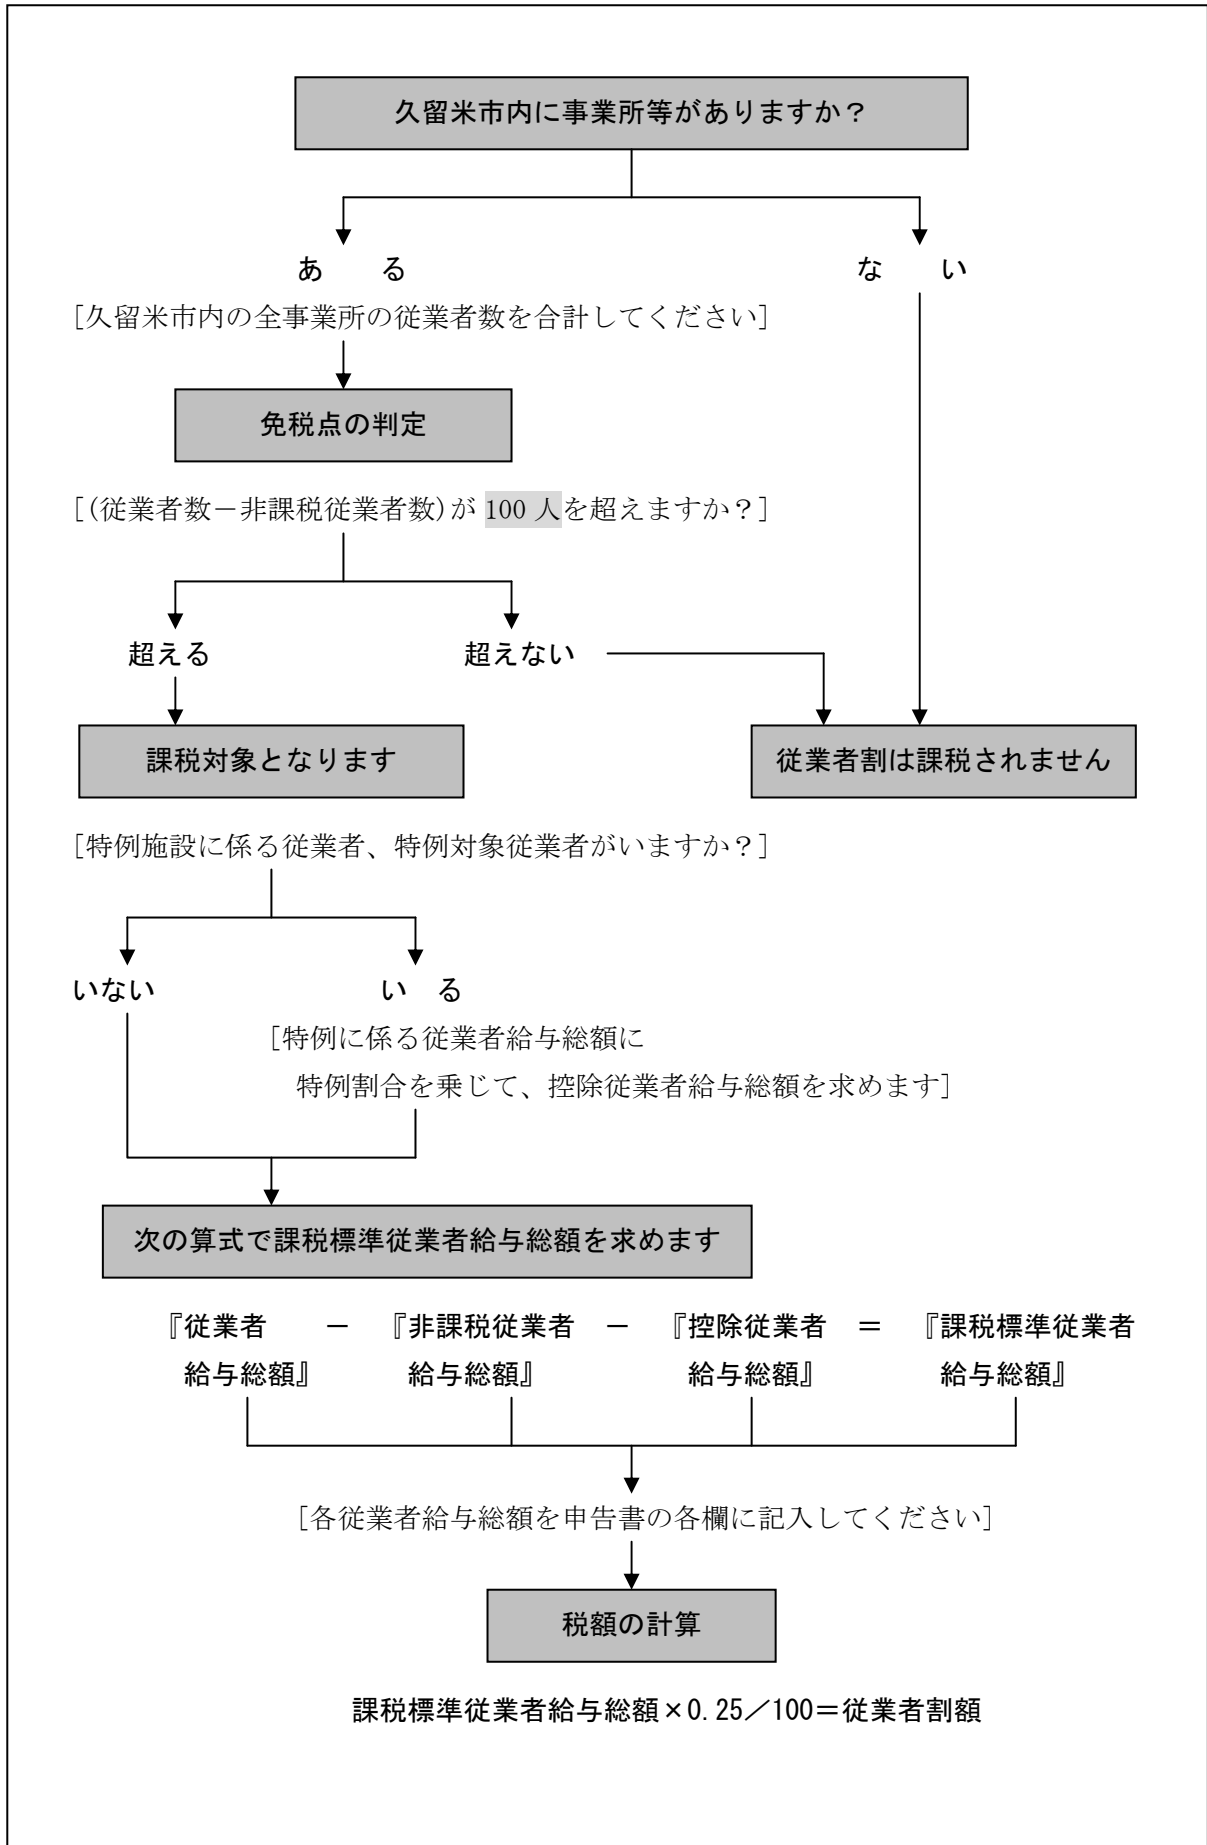 久留米市内に事業所等がありますか？
あ　る
な　い
[久留米市内の全事業所の従業者数を合計してください]
免税点の判定
[(従業者数－非課税従業者数)が 100 人を超えますか？]
超える
超えない
課税対象となります
従業者割は課税されません
[特例施設に係る従業者、特例対象従業者がいますか？]
いない
い　る
[特例に係る従業者給与総額に
特例割合を乗じて、控除従業者給与総額を求めます]
次の算式で課税標準従業者給与総額を求めます
『従業者　－　『非課税従業者　－　『控除従業者　＝　『課税標準従業者
給与総額』　給与総額』　給与総額』　給与総額』
[各従業者給与総額を申告書の各欄に記入してください]
税額の計算
課税標準従業者給与総額×0.25／100＝従業者割額